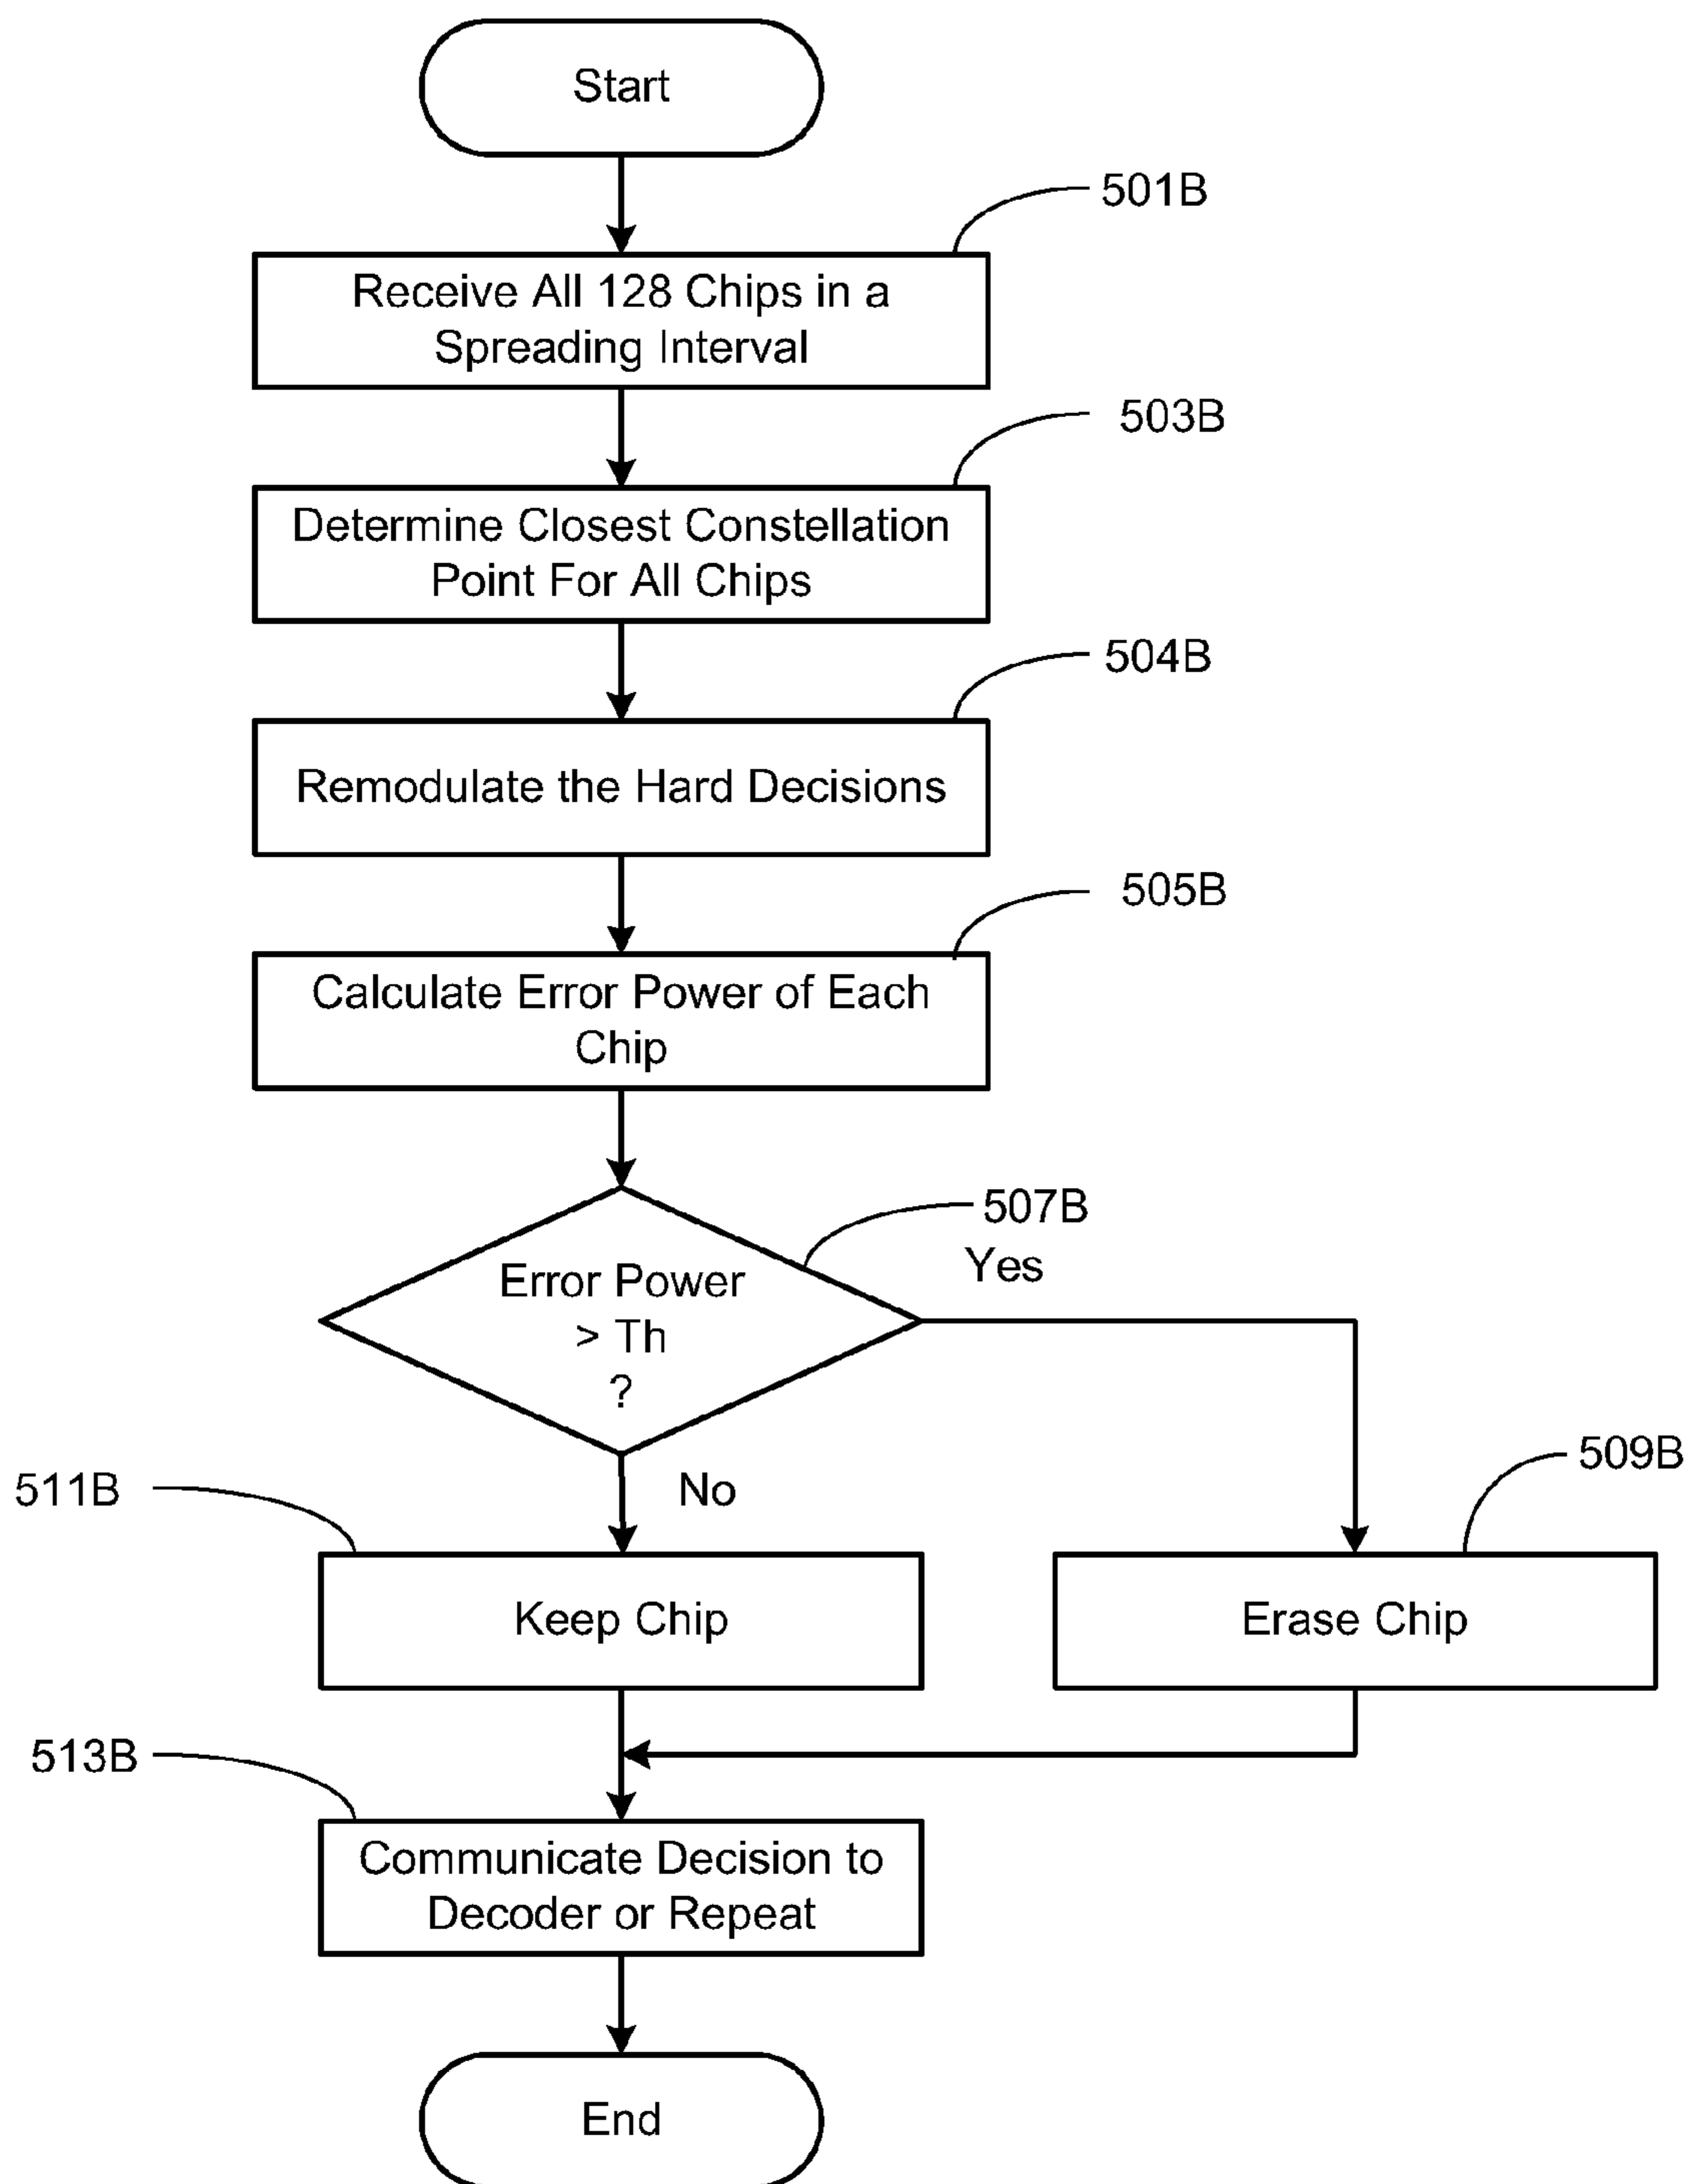 Start
501B
Receive All 128 Chips in a
Spreading Interval
503B
Determine Closest Constellation
Point For All Chips
504B
Remodulate the Hard Decisions
505B
Calculate Error Power of Each
Chip
507B
Yes
Error Power
> Th
?
509B
511B
No
Keep Chip
Erase Chip
513B
Communicate Decision to
Decoder or Repeat
End